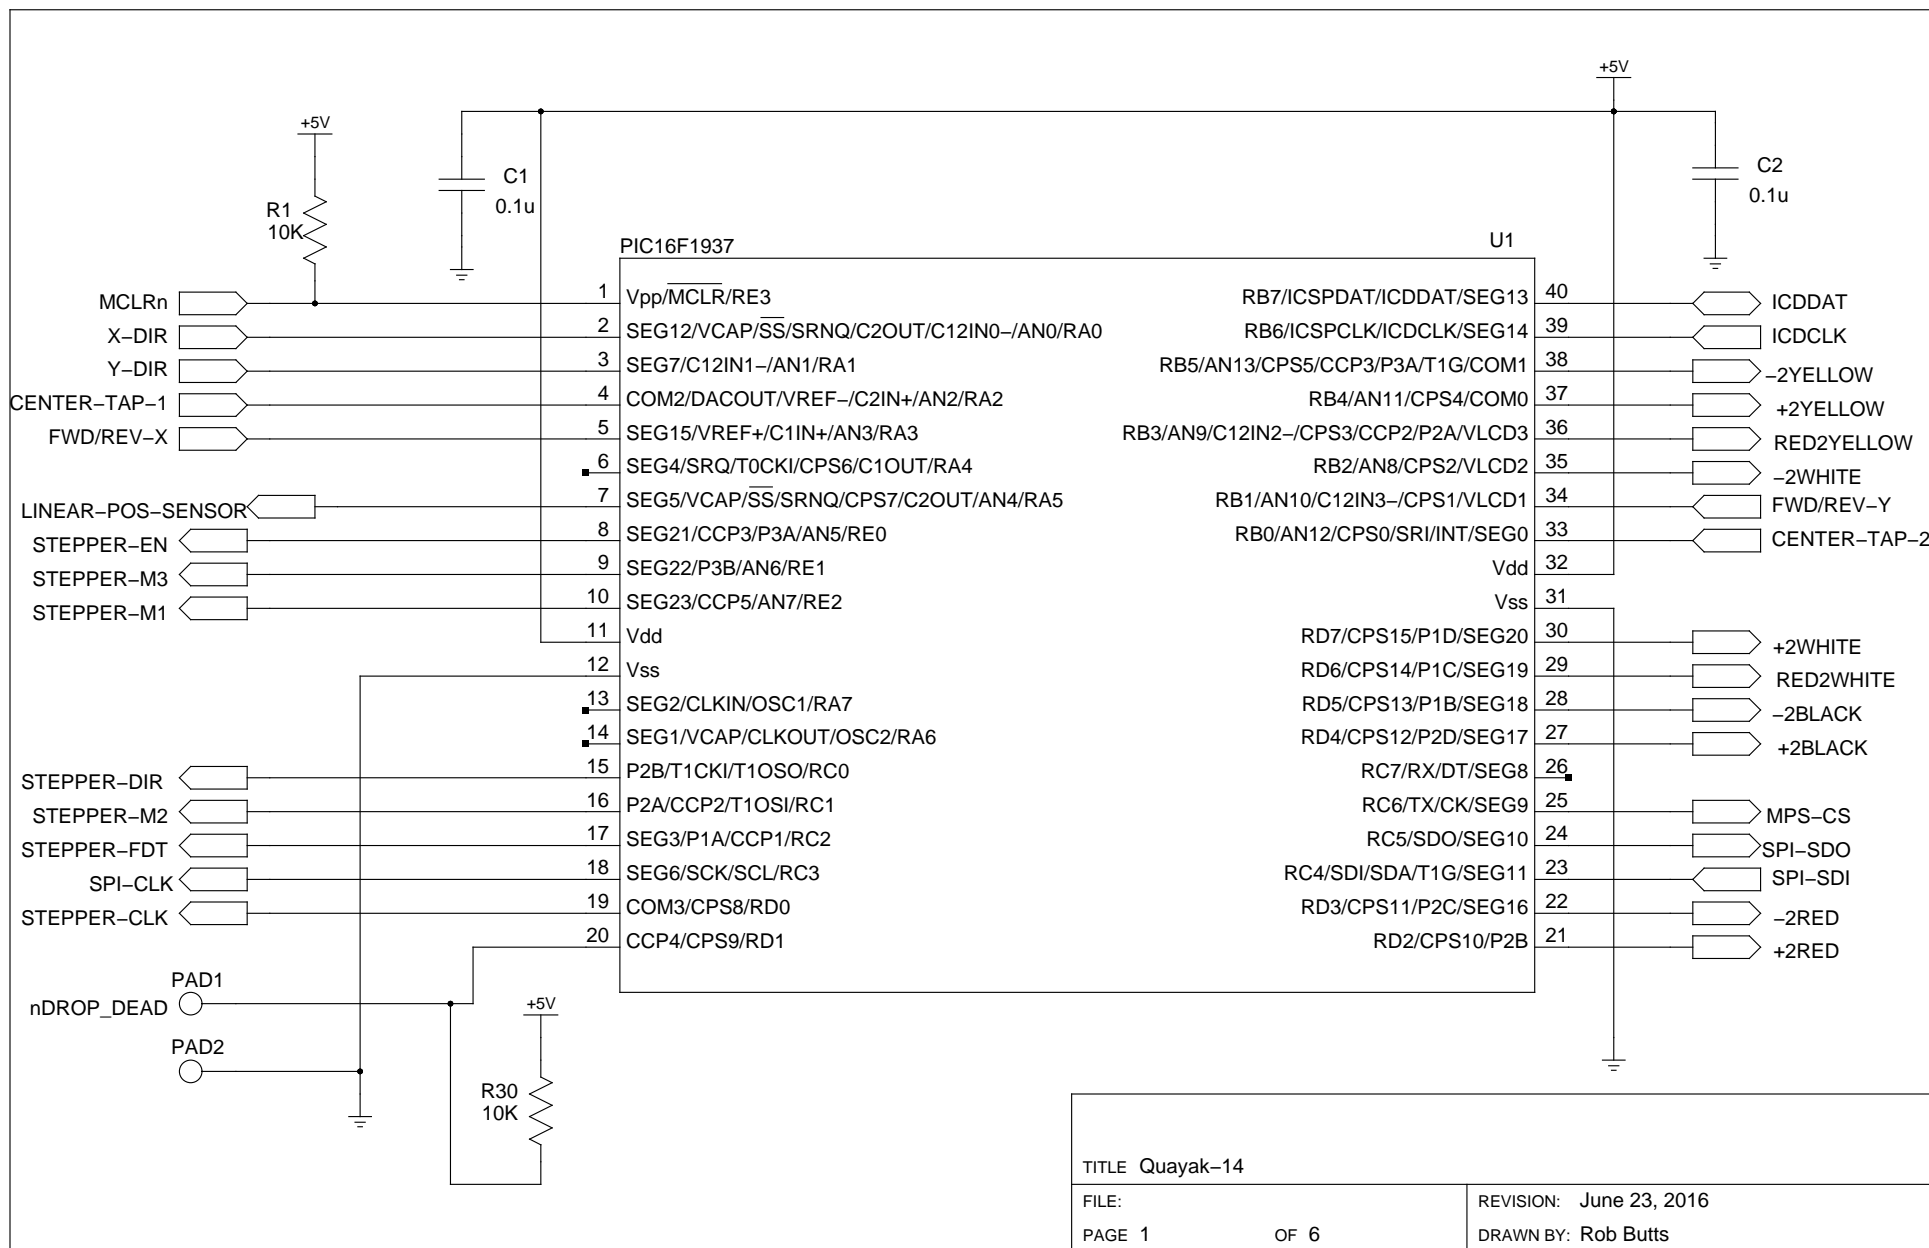 +5V
+5V
C1
0.1u
C2
0.1u
R1
10K
PIC16F1937
U1
MCLRn
1
Vpp/MCLR/RE3
RB7/ICSPDAT/ICDDAT/SEG13
40
ICDDAT
X–DIR
2
SEG12/VCAP/SS/SRNQ/C2OUT/C12IN0–/AN0/RA0
RB6/ICSPCLK/ICDCLK/SEG14
39
ICDCLK
Y–DIR
3
SEG7/C12IN1–/AN1/RA1
RB5/AN13/CPS5/CCP3/P3A/T1G/COM1
38
–2YELLOW
CENTER–TAP–1
4
COM2/DACOUT/VREF–/C2IN+/AN2/RA2
RB4/AN11/CPS4/COM0
37
+2YELLOW
FWD/REV–X
5
SEG15/VREF+/C1IN+/AN3/RA3
RB3/AN9/C12IN2–/CPS3/CCP2/P2A/VLCD3
36
RED2YELLOW
6
SEG4/SRQ/T0CKI/CPS6/C1OUT/RA4
RB2/AN8/CPS2/VLCD2
35
–2WHITE
LINEAR–POS–SENSOR
7
SEG5/VCAP/SS/SRNQ/CPS7/C2OUT/AN4/RA5
RB1/AN10/C12IN3–/CPS1/VLCD1
34
FWD/REV–Y
STEPPER–EN
8
SEG21/CCP3/P3A/AN5/RE0
RB0/AN12/CPS0/SRI/INT/SEG0
33
CENTER–TAP–2
STEPPER–M3
9
SEG22/P3B/AN6/RE1
Vdd
32
STEPPER–M1
10
SEG23/CCP5/AN7/RE2
Vss
31
11
Vdd
RD7/CPS15/P1D/SEG20
30
+2WHITE
12
Vss
RD6/CPS14/P1C/SEG19
29
RED2WHITE
13
SEG2/CLKIN/OSC1/RA7
RD5/CPS13/P1B/SEG18
28
–2BLACK
14
SEG1/VCAP/CLKOUT/OSC2/RA6
RD4/CPS12/P2D/SEG17
27
+2BLACK
STEPPER–DIR
15
P2B/T1CKI/T1OSO/RC0
RC7/RX/DT/SEG8
26
STEPPER–M2
16
P2A/CCP2/T1OSI/RC1
RC6/TX/CK/SEG9
25
MPS–CS
STEPPER–FDT
17
SEG3/P1A/CCP1/RC2
RC5/SDO/SEG10
24
SPI–SDO
SPI–CLK
18
SEG6/SCK/SCL/RC3
RC4/SDI/SDA/T1G/SEG11
23
SPI–SDI
STEPPER–CLK
19
COM3/CPS8/RD0
RD3/CPS11/P2C/SEG16
22
–2RED
20
CCP4/CPS9/RD1
RD2/CPS10/P2B
21
+2RED
PAD1
nDROP_DEAD
+5V
PAD2
R30
10K
TITLE Quayak–14
FILE:
REVISION: June 23, 2016
PAGE 1 OF 6
DRAWN BY: Rob Butts